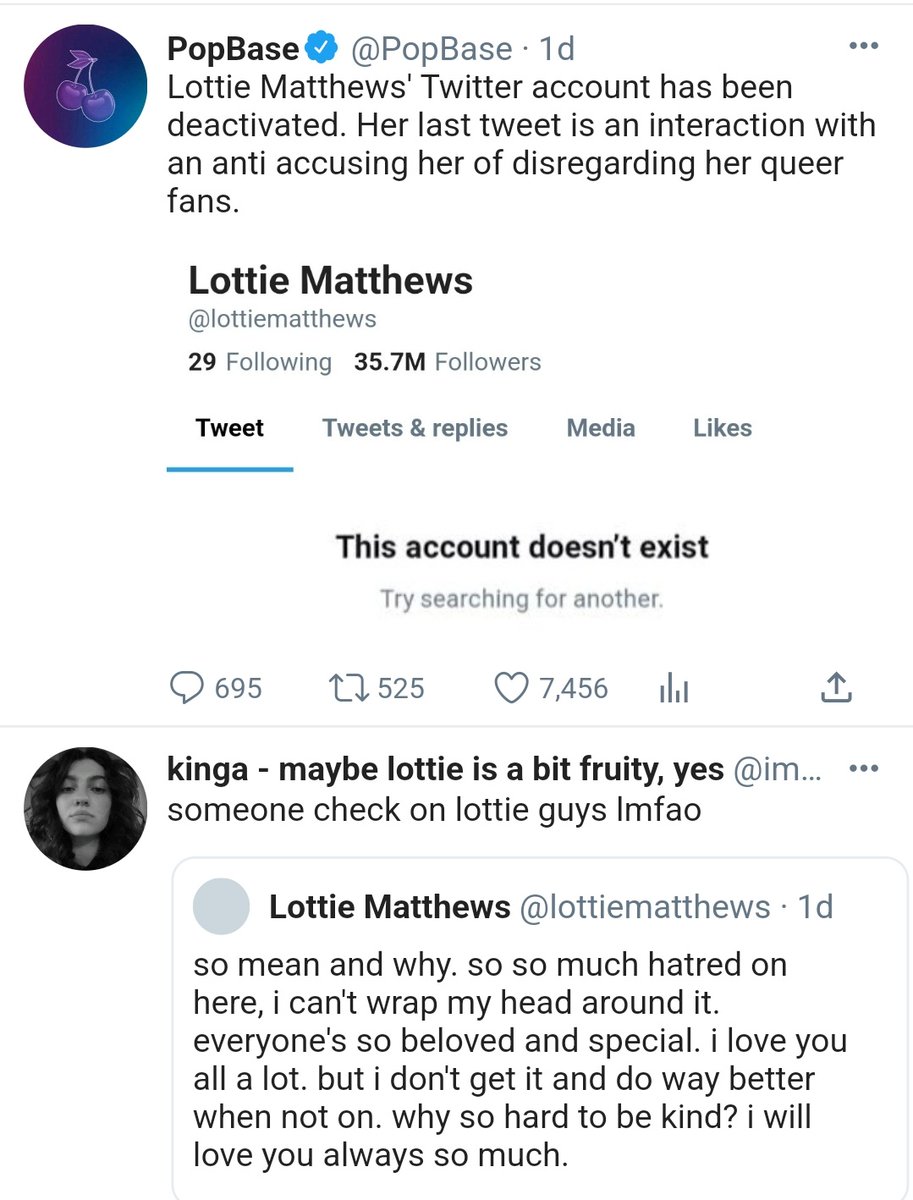 PopBase @PopBase · 1d
Lottie Matthews' Twitter account has been
deactivated. Her last tweet is an interaction with
an anti accusing her of disregarding her queer
fans.
Lottie Matthews
@lottiematthews
29 Following 35.7M Followers
Tweet Tweets & replies Media Likes
This account doesn't exist
Try searching for another.
695 525 7,456
kinga - maybe lottie is a bit fruity, yes @im...
someone check on lottie guys lmfao
Lottie Matthews @lottiematthews · 1d
so mean and why. so so much hatred on
here, i can't wrap my head around it.
everyone's so beloved and special. i love you
all a lot. but i don't get it and do way better
when not on. why so hard to be kind? i will
love you always so much.